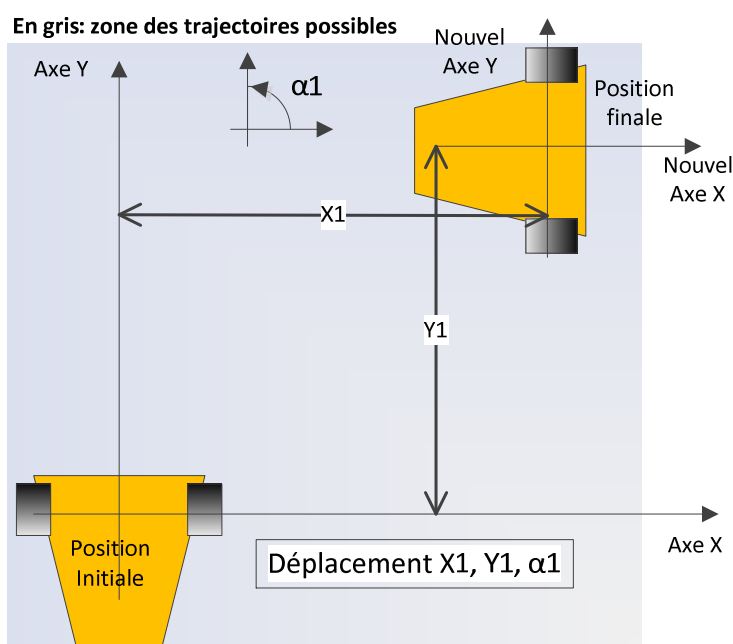 En gris: zone des trajectoires possibles
Axe Y
α1
Nouvel
Axe Y
Position
finale
Nouvel
Axe X
X1
Y1
Position
Initiale
Axe X
Déplacement X1, Y1, α1